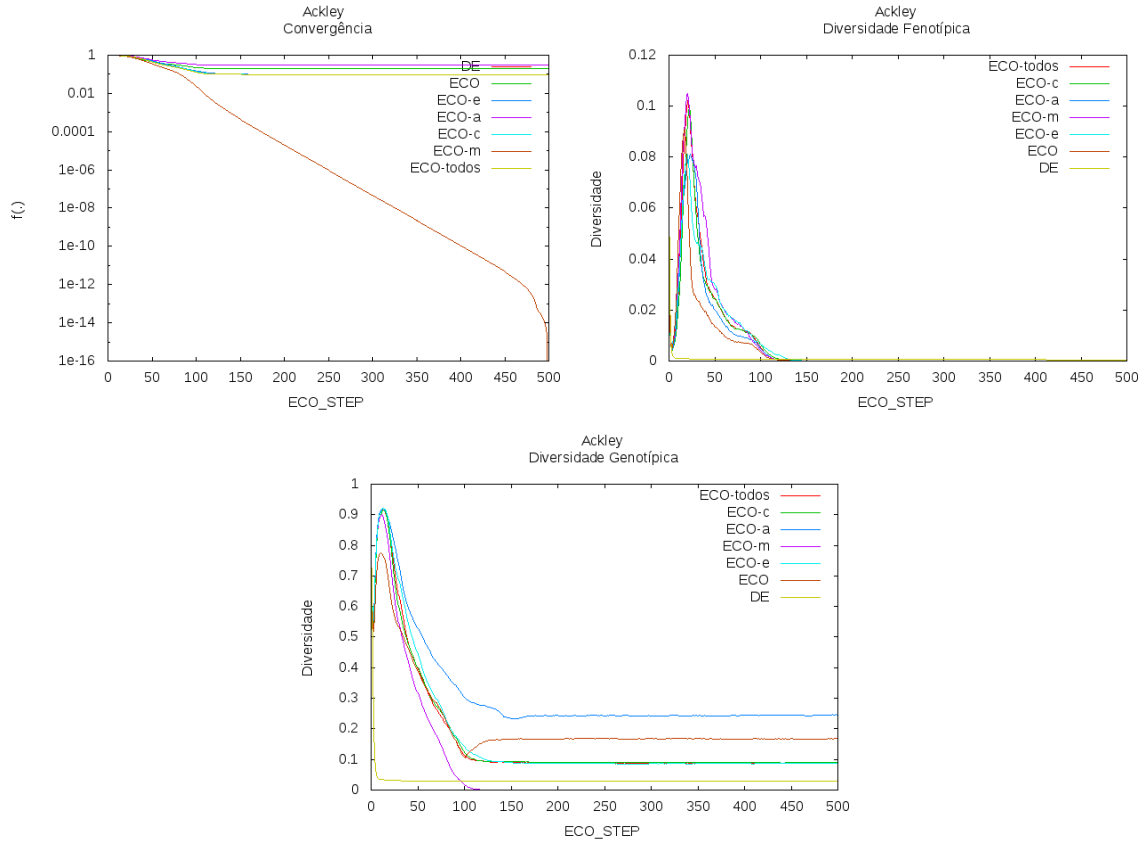 Ackley
Convergência
1
0.01
0.0001
1e-06
1e-08
1e-10
1e-12
1e-14
1e-16
f(.)
0 50 100 150 200 250 300 350 400 450 500
ECO_STEP
DE
ECO
ECO-e
ECO-a
ECO-c
ECO-m
ECO-todos
Ackley
Diversidade Fenotípica
0.12
0.1
0.08
0.06
0.04
0.02
0
Diversidade
0 50 100 150 200 250 300 350 400 450 500
ECO_STEP
ECO-todos
ECO-c
ECO-a
ECO-m
ECO-e
ECO
DE
Ackley
Diversidade Genotípica
1
0.9
0.8
0.7
0.6
0.5
0.4
0.3
0.2
0.1
0
Diversidade
0 50 100 150 200 250 300 350 400 450 500
ECO_STEP
ECO-todos
ECO-c
ECO-a
ECO-m
ECO-e
ECO
DE